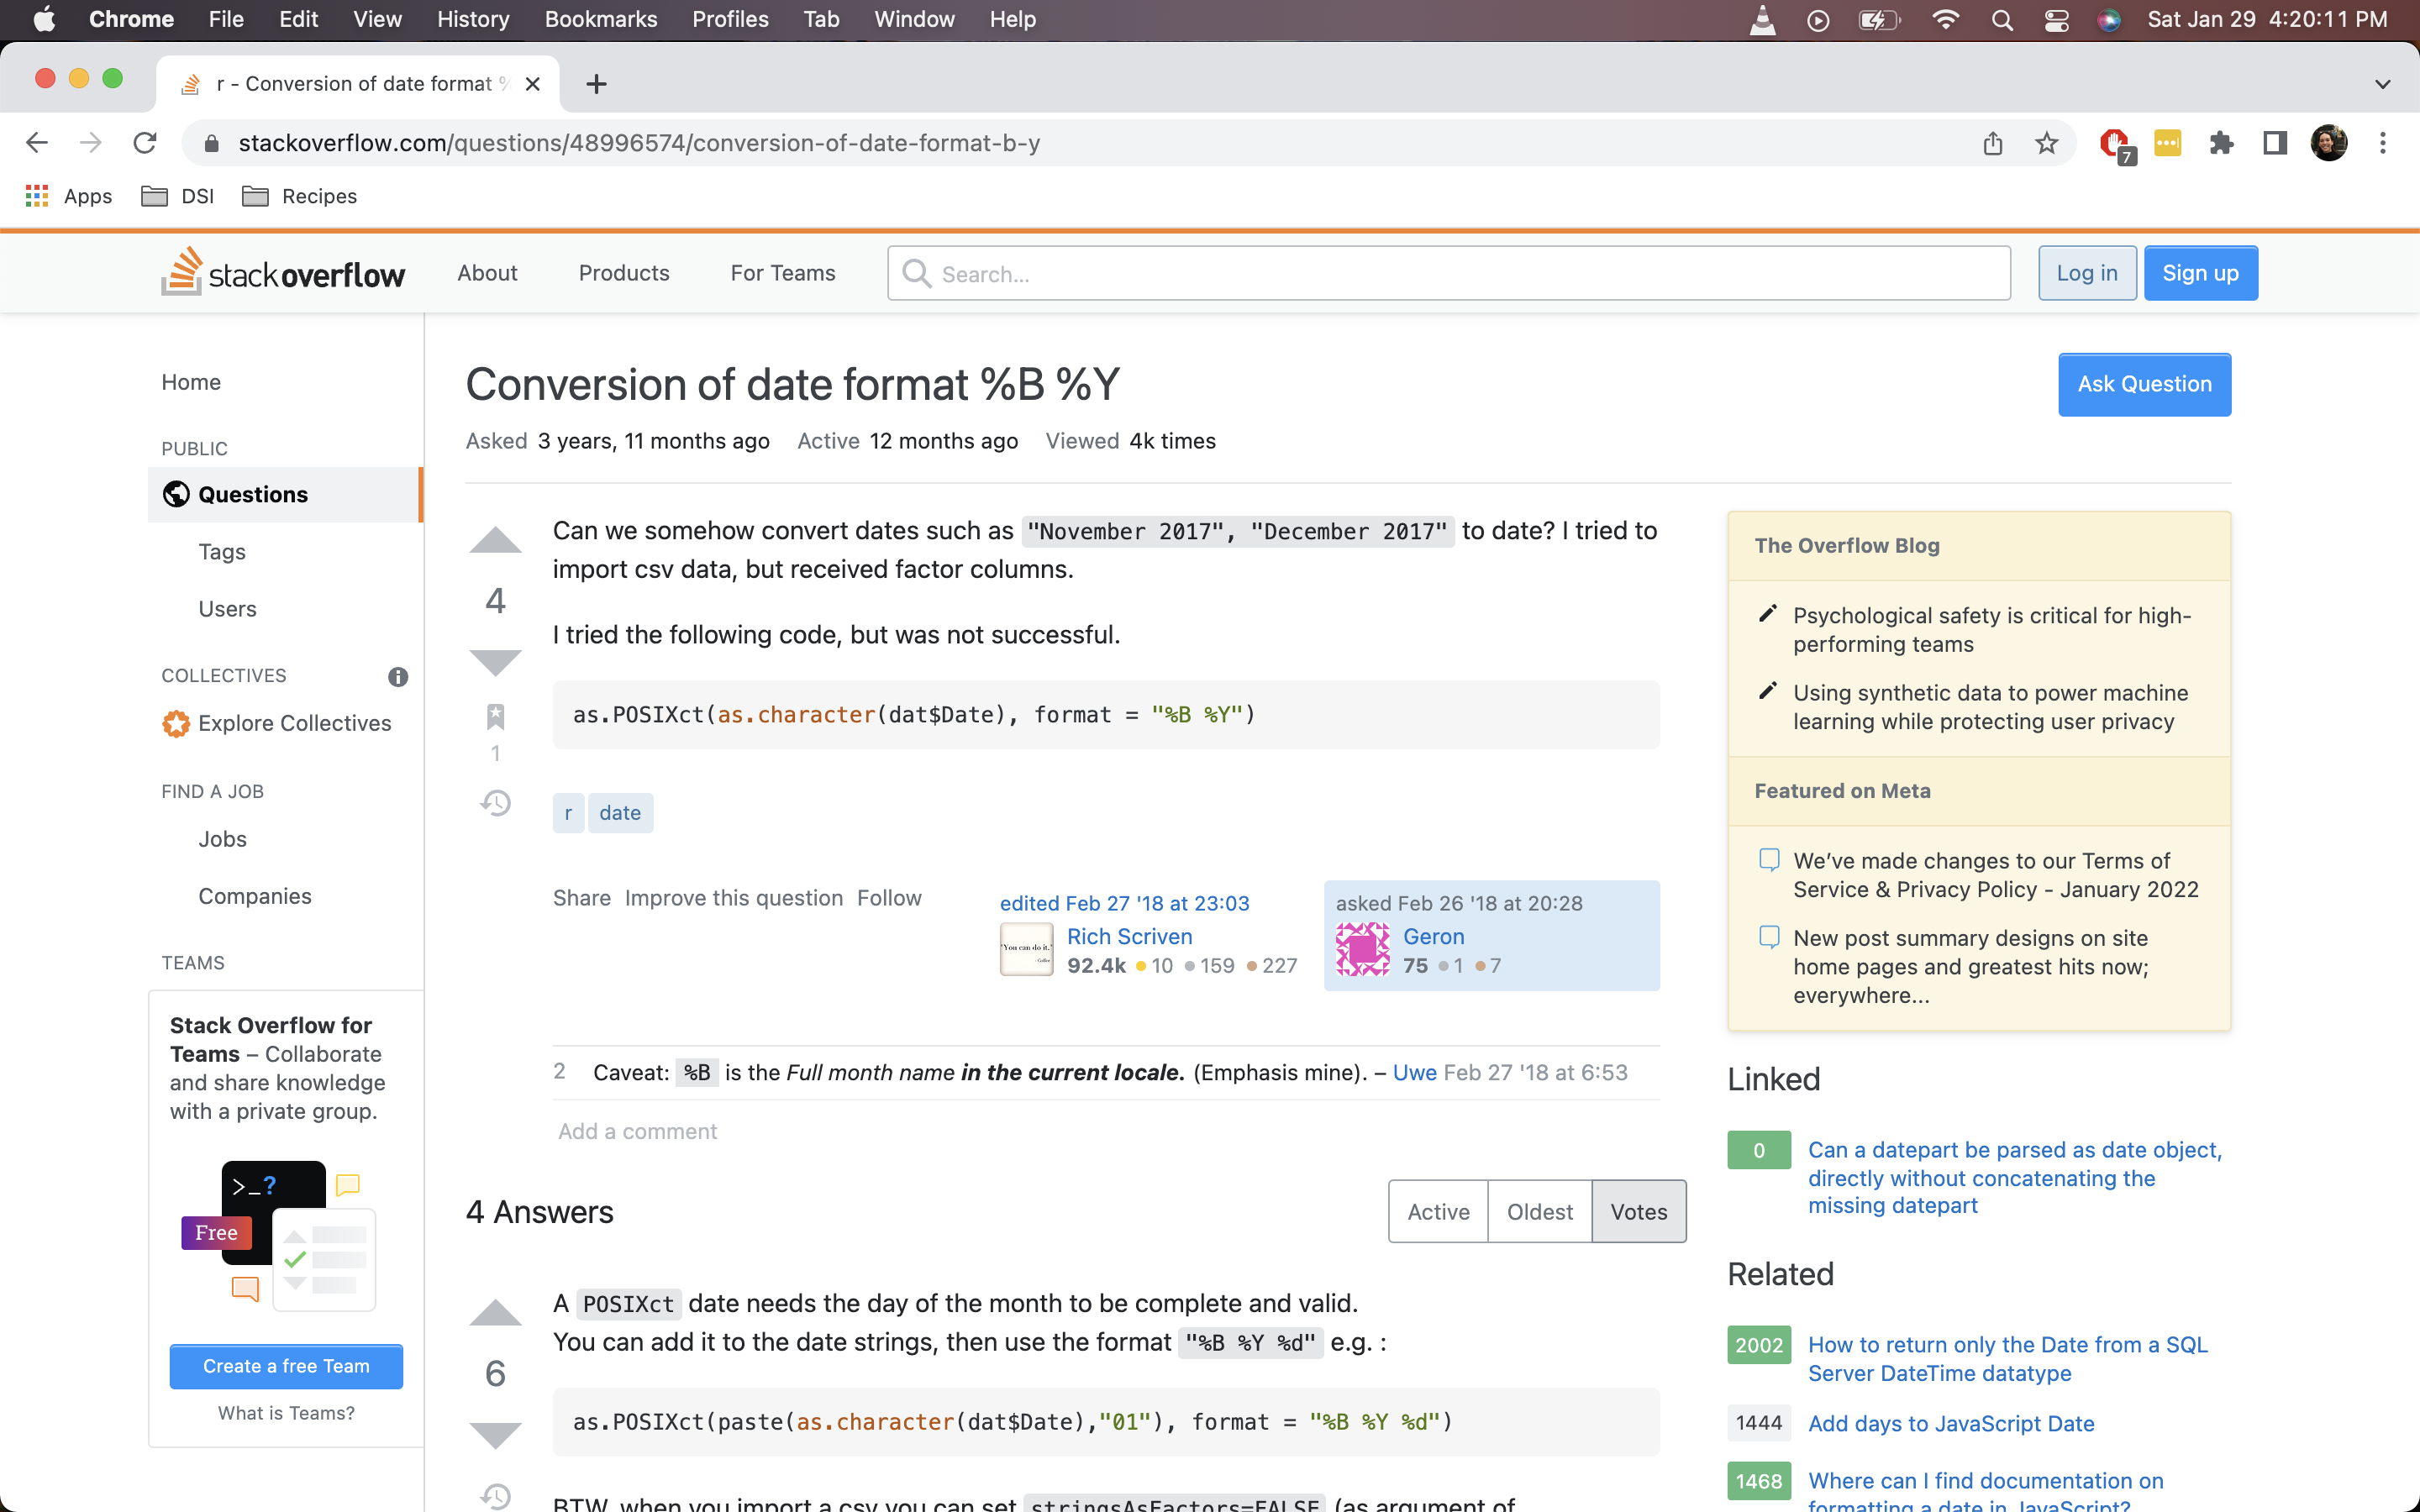 Chrome File Edit View History Bookmarks Profiles Tab Window Help Sat Jan 29 4:20:11 PM
r - Conversion of date format
stackoverflow.com/questions/48996574/conversion-of-date-format-b-y
7
Apps DSI Recipes
stackoverflow About Products For Teams Search... Log in Sign up
Home
PUBLIC
Questions
Tags
Users
COLLECTIVES
Explore Collectives
FIND A JOB
Jobs
Companies
TEAMS
Stack Overflow for
Teams – Collaborate
and share knowledge
with a private group.
>_?
Free
Create a free Team
What is Teams?
Conversion of date format %B %Y
Ask Question
Asked 3 years, 11 months ago Active 12 months ago Viewed 4k times
4
1
Can we somehow convert dates such as "November 2017", "December 2017" to date? I tried to
import csv data, but received factor columns.
I tried the following code, but was not successful.
as.POSIXct(as.character(dat$Date), format = "%B %Y")
r date
Share Improve this question Follow
edited Feb 27 '18 at 23:03
"You can do it."
Rich Scriven
92.4k 10 159 227
asked Feb 26 '18 at 20:28
Geron
75 1 7
2 Caveat: %B is the Full month name in the current locale. (Emphasis mine). – Uwe Feb 27 '18 at 6:53
Add a comment
4 Answers
Active Oldest Votes
6
A POSIXct date needs the day of the month to be complete and valid.
You can add it to the date strings, then use the format "%B %Y %d" e.g. :
as.POSIXct(paste(as.character(dat$Date),"01"), format = "%B %Y %d")
BTW, when you import a csv you can set stringsAsFactors=FALSE (as argument of
The Overflow Blog
Psychological safety is critical for high-
performing teams
Using synthetic data to power machine
learning while protecting user privacy
Featured on Meta
We’ve made changes to our Terms of
Service & Privacy Policy - January 2022
New post summary designs on site
home pages and greatest hits now;
everywhere...
Linked
0 Can a datepart be parsed as date object,
directly without concatenating the
missing datepart
Related
2002 How to return only the Date from a SQL
Server DateTime datatype
1444 Add days to JavaScript Date
1468 Where can I find documentation on
formatting a date in JavaScript?